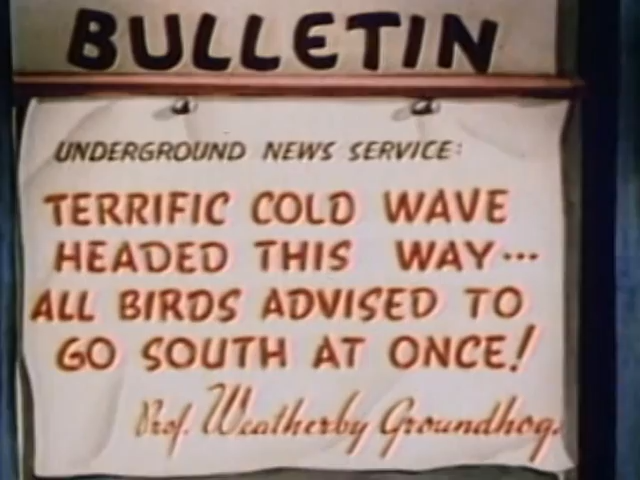 BULLETIN
UNDERGROUND NEWS SERVICE:
TERRIFIC COLD WAVE
HEADED THIS WAY...
ALL BIRDS ADVISED TO
GO SOUTH AT ONCE!
Prof. Weatherby Groundhog.